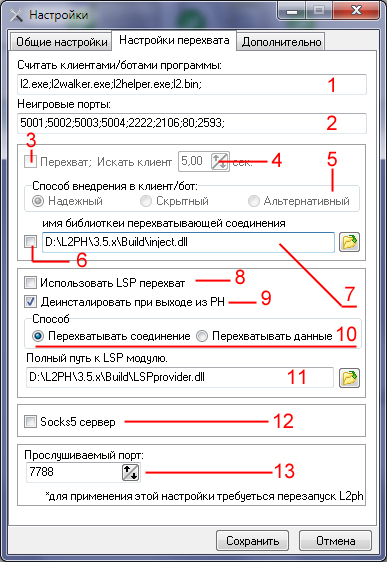 Настройки
Общие настройки Настройки перехвата Дополнительно
Считать клиентами/ботами программы:
l2.exe;l2walker.exe;l2helper.exe;l2.bin; 1
Неигровые порты:
5001;5002;5003;5004;2222;2106;80;2593; 2
3
Перехват; Искать клиент 5,00 сек. 4
5
Способ внедрения в клиент/бот:
Надежный Скрытный Альтернативный
имя библиоткеи перехватывающей соединения
D:\L2PH\3.5.x\Build\inject.dll
6 7
Использовать LSP перехват 8
Деинсталировать при выходе из PH 9
Способ
Перехватывать соединение Перехватывать данные 10
Полный путь к LSP модулю.
D:\L2PH\3.5.x\Build\LSPprovider.dll 11
Socks5 сервер 12
Прослушиваемый порт:
7788 13
*для применения этой настройки требуеться перезапуск L2ph
Сохранить Отмена